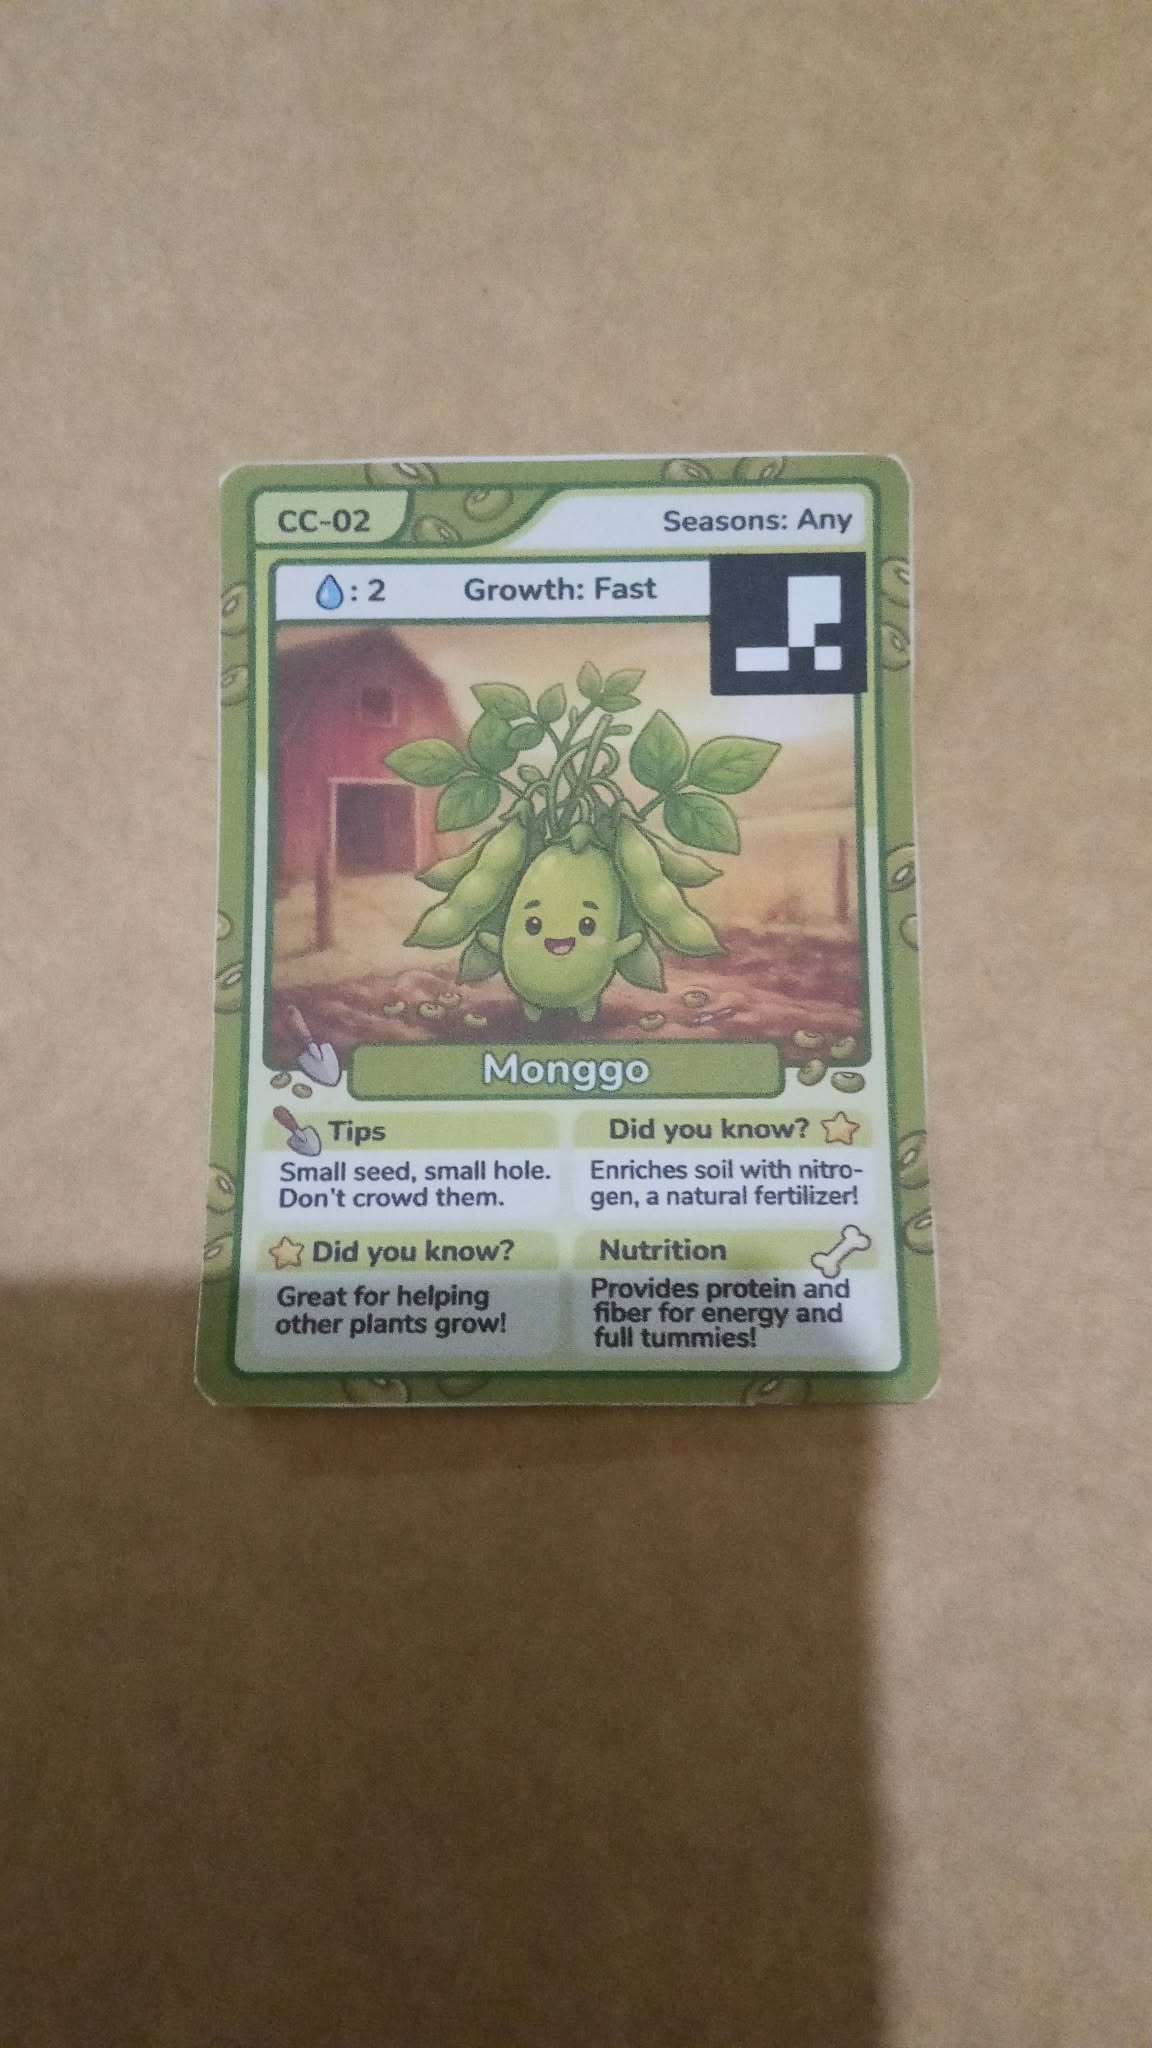 CC-02
Seasons: Any
: 2
Growth: Fast
Monggo
Tips
Small seed, small hole.
Don't crowd them.
Did you know?
Enriches soil with nitro-
gen, a natural fertilizer!
Did you know?
Great for helping
other plants grow!
Nutrition
Provides protein and
fiber for energy and
full tummies!